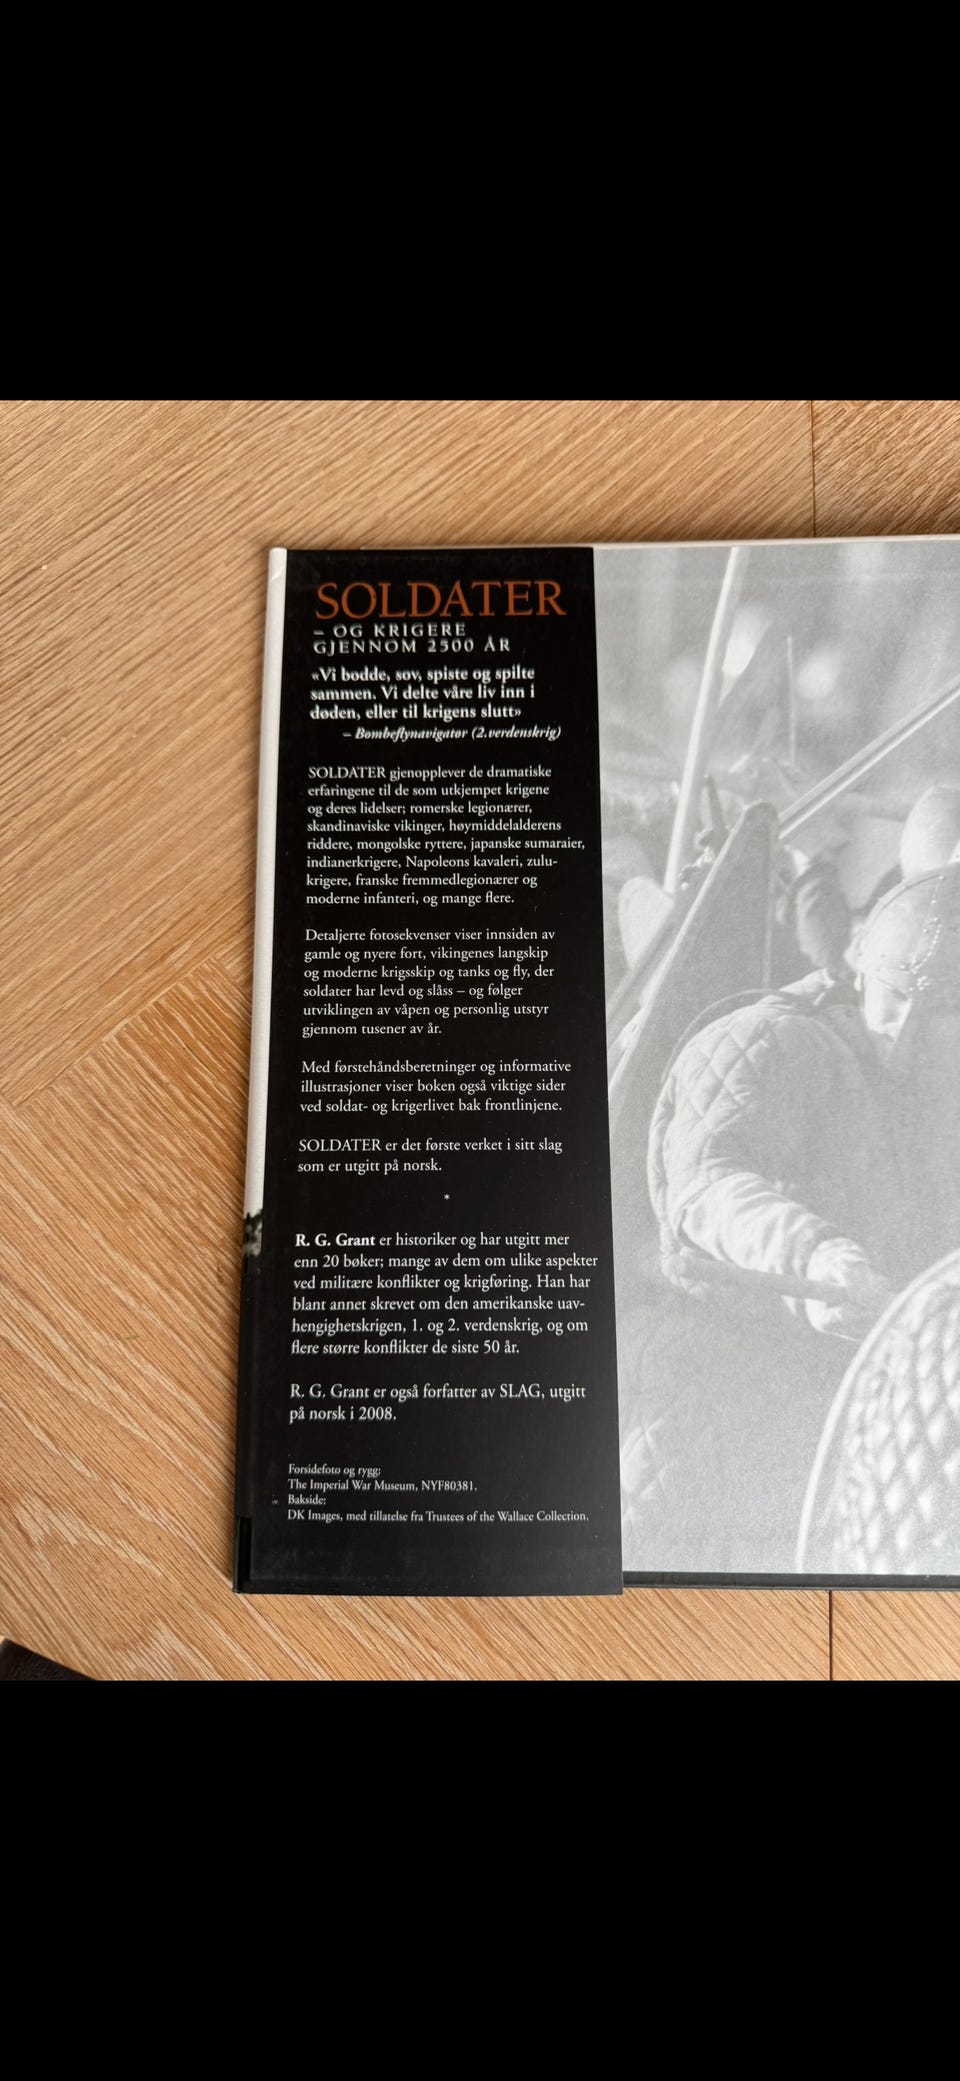 SOLDATER
– OG KRIGERE
GJENNOM 2500 ÅR
«Vi bodde, sov, spiste og spilte
sammen. Vi delte våre liv inn i
døden, eller til krigens slutt»
– Bombeflynavigatør (2.verdenskrig)
SOLDATER gjenopplever de dramatiske
erfaringene til de som utkjempet krigene
og deres lidelser; romerske legionærer,
skandinaviske vikinger, høymiddelalderens
riddere, mongolske ryttere, japanske sumaraier,
indianerkrigere, Napoleons kavaleri, zulu-
krigere, franske fremmedlegionærer og
moderne infanteri, og mange flere.
Detaljerte fotosekvenser viser innsiden av
gamle og nyere fort, vikingenes langskip
og moderne krigsskip og tanks og fly, der
soldater har levd og slåss – og følger
utviklingen av våpen og personlig utstyr
gjennom tusener av år.
Med førstehåndsberetninger og informative
illustrasjoner viser boken også viktige sider
ved soldat- og krigerlivet bak frontlinjene.
SOLDATER er det første verket i sitt slag
som er utgitt på norsk.
*
R. G. Grant er historiker og har utgitt mer
enn 20 bøker; mange av dem om ulike aspekter
ved militære konflikter og krigføring. Han har
blant annet skrevet om den amerikanske uav-
hengighetskrigen, 1. og 2. verdenskrig, og om
flere større konflikter de siste 50 år.
R. G. Grant er også forfatter av SLAG, utgitt
på norsk i 2008.
Forsidefoto og rygg:
The Imperial War Museum, NYF80381.
Bakside:
DK Images, med tillatelse fra Trustees of the Wallace Collection.